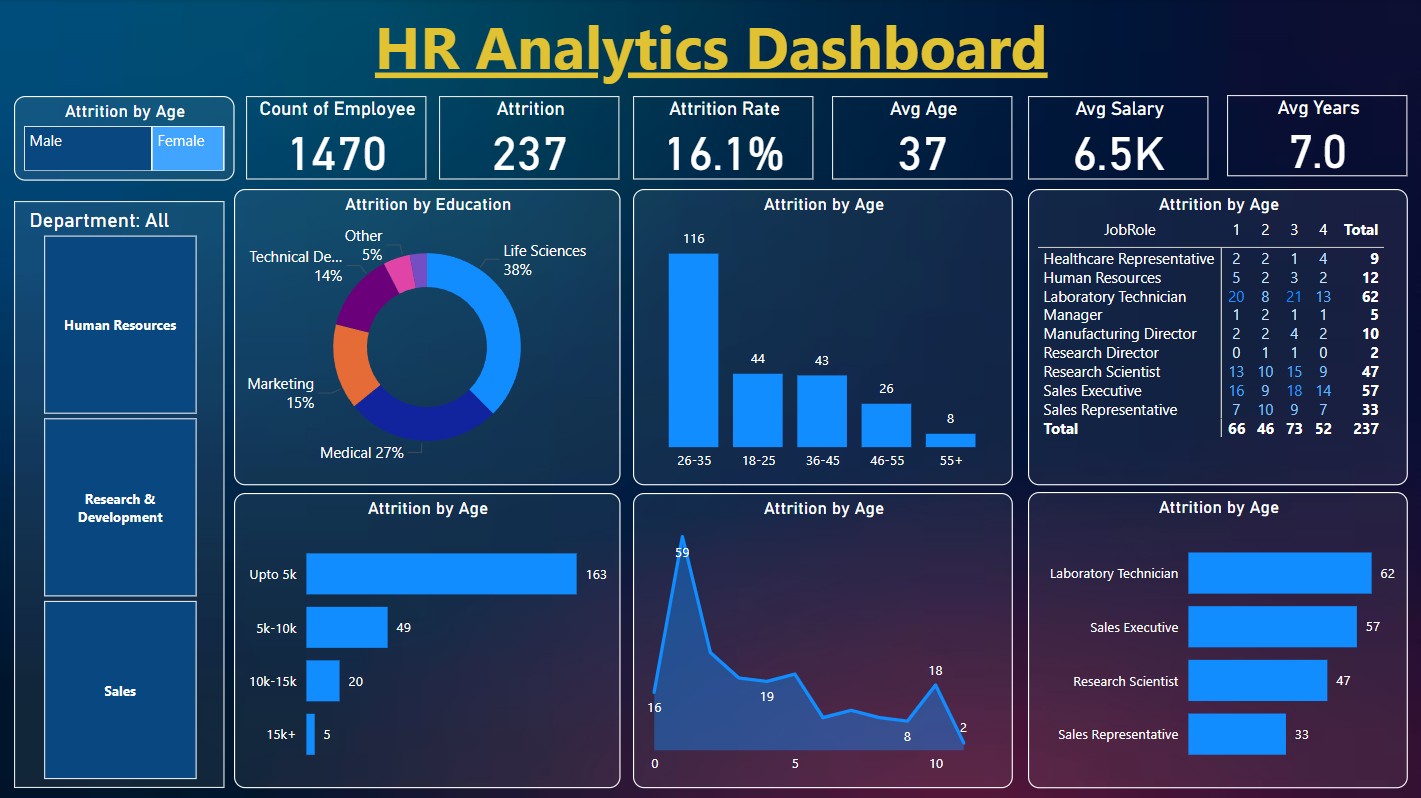 HR Analytics Dashboard
Attrition by Age
Male Female
Count of Employee
1470
Attrition
237
Attrition Rate
16.1%
Avg Age
37
Avg Salary
6.5K
Avg Years
7.0
Department: All
Human Resources
Research &
Development
Sales
Attrition by Education
Other
5%
Life Sciences
38%
Technical De...
14%
Marketing
15%
Medical 27%
Attrition by Age
116
44
43
26
8
26-35 18-25 36-45 46-55 55+
Attrition by Age
JobRole 1 2 3 4 Total
Healthcare Representative 2 2 1 4 9
Human Resources 5 2 3 2 12
Laboratory Technician 20 8 21 13 62
Manager 1 2 1 1 5
Manufacturing Director 2 2 4 2 10
Research Director 0 1 1 0 2
Research Scientist 13 10 15 9 47
Sales Executive 16 9 18 14 57
Sales Representative 7 10 9 7 33
Total 66 46 73 52 237
Attrition by Age
Upto 5k 163
5k-10k 49
10k-15k 20
15k+ 5
Attrition by Age
59
16
19
8
18
2
0 5 10
Attrition by Age
Laboratory Technician 62
Sales Executive 57
Research Scientist 47
Sales Representative 33